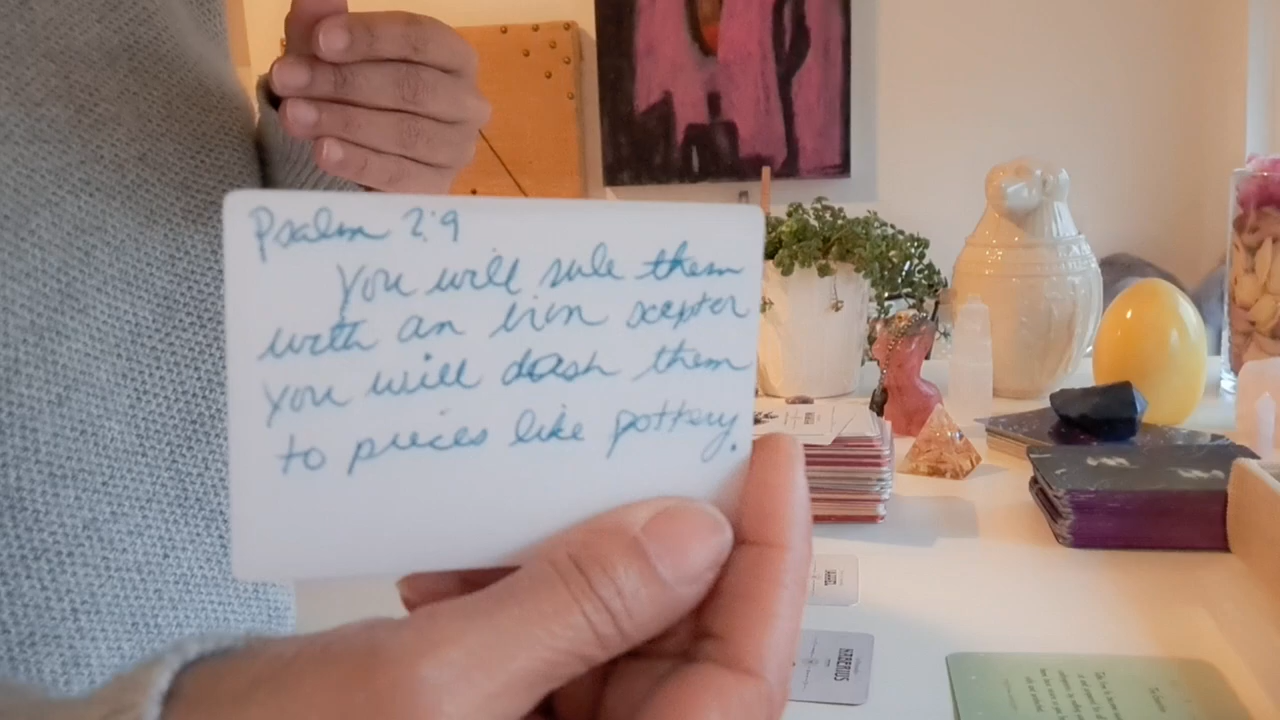 Psalm 2:9
you will rule them
with an iron scepter
you will dash them
to pieces like pottery.